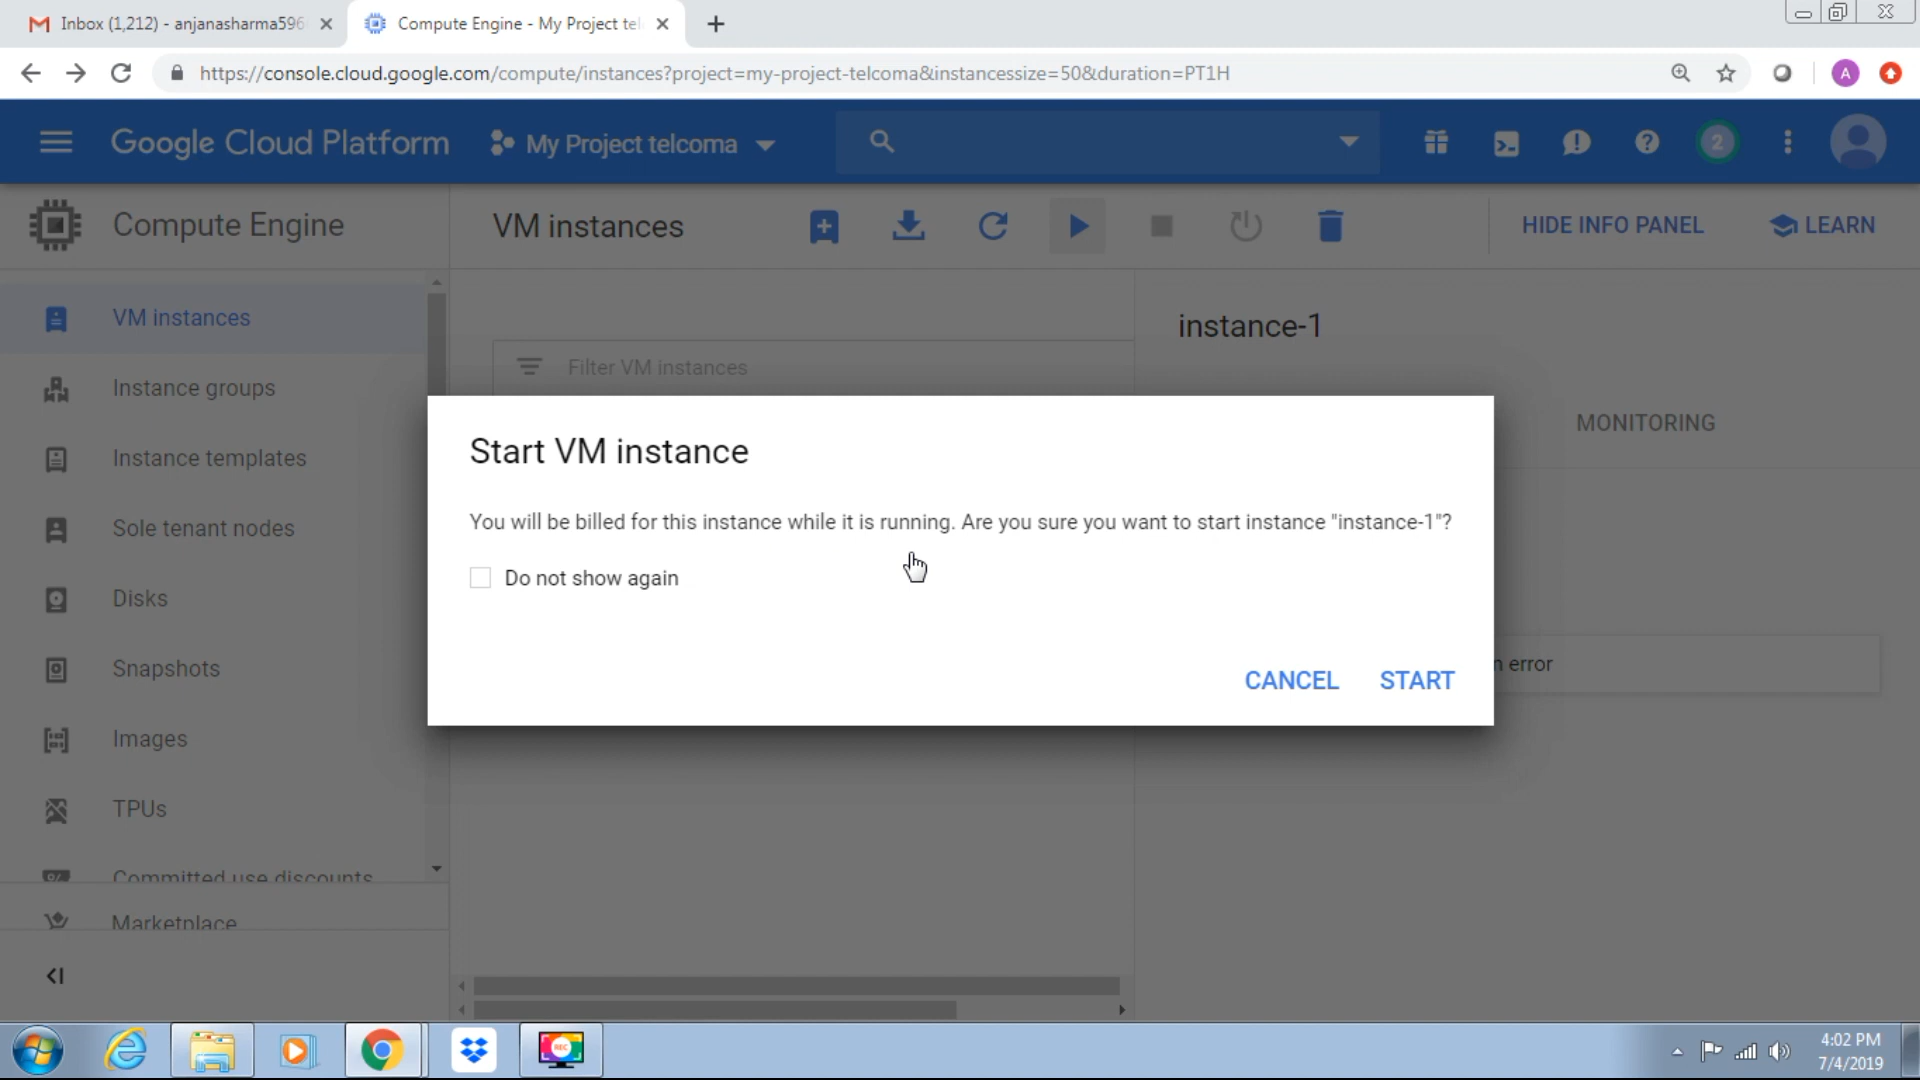 Inbox (1,212) - anjanasharma596
Compute Engine - My Project tel
https://console.cloud.google.com/compute/instances?project=my-project-telcoma&instancessize=50&duration=PT1H
A
Google Cloud Platform
My Project telcoma
2
Compute Engine
VM instances
HIDE INFO PANEL
LEARN
VM instances
Instance groups
Instance templates
Sole tenant nodes
Disks
Snapshots
Images
TPUs
Committed use discounts
Marketplace
Filter VM instances
instance-1
MONITORING
n error
Start VM instance
You will be billed for this instance while it is running. Are you sure you want to start instance "instance-1"?
Do not show again
CANCEL
START
REC
4:02 PM
7/4/2019